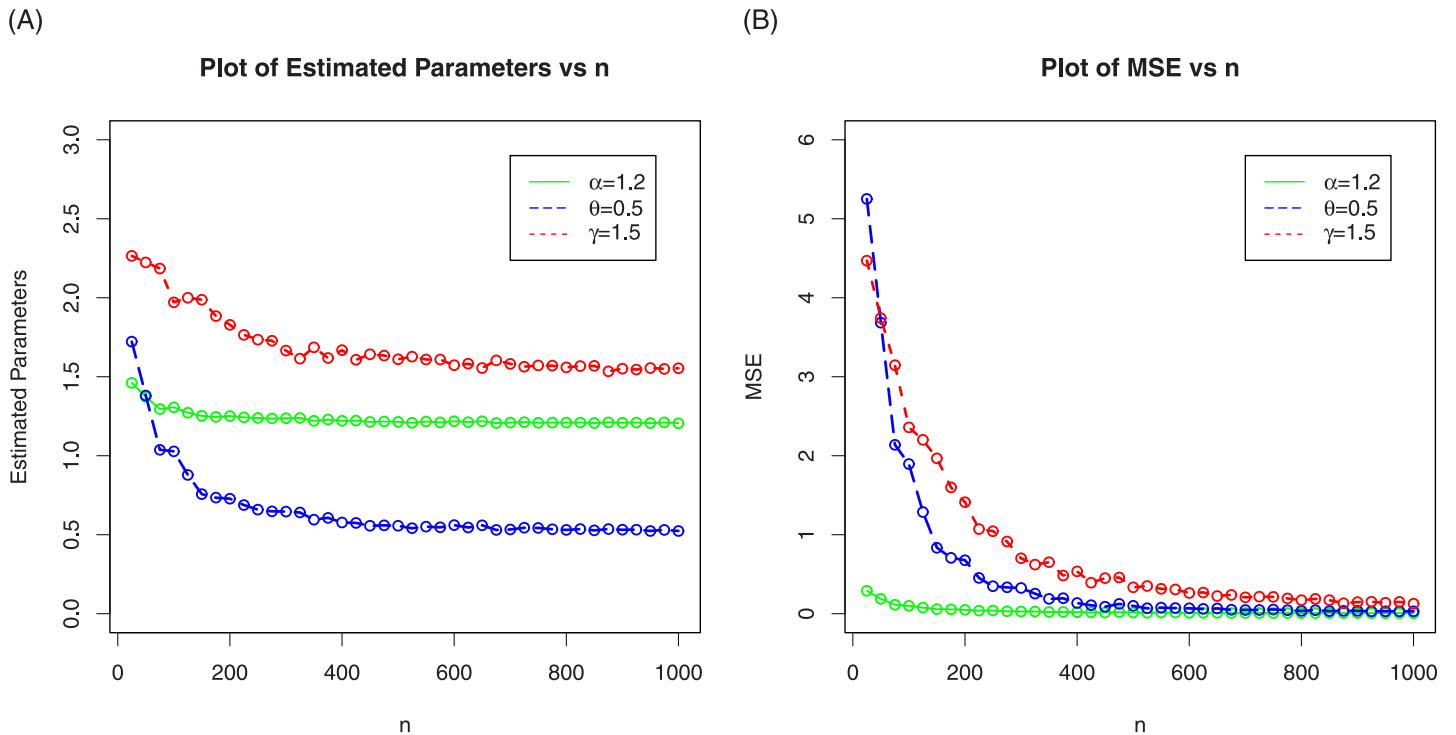 (A)
Plot of Estimated Parameters vs n
Estimated Parameters
3.0
2.5
2.0
1.5
1.0
0.5
0.0
α=1.2
θ=0.5
γ=1.5
0 200 400 600 800 1000
n
(B)
Plot of MSE vs n
MSE
6
5
4
3
2
1
0
α=1.2
θ=0.5
γ=1.5
0 200 400 600 800 1000
n